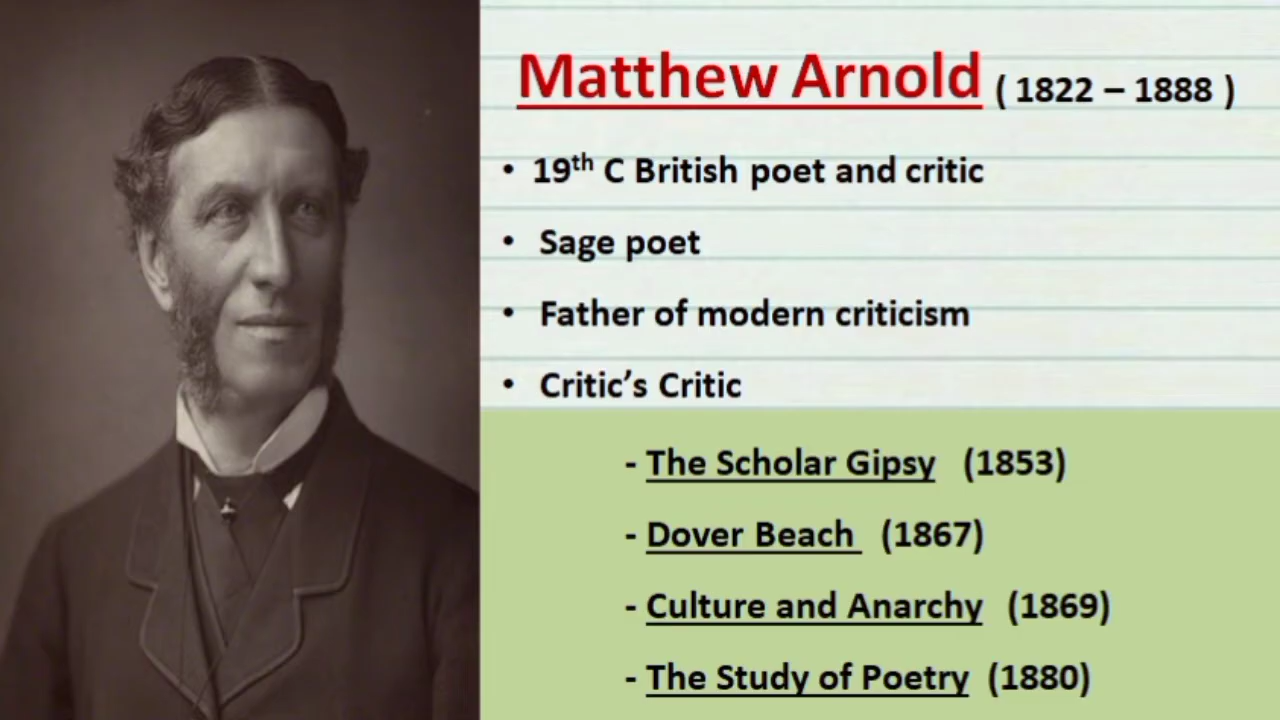 Matthew Arnold ( 1822 – 1888 )
• 19th C British poet and critic
• Sage poet
• Father of modern criticism
• Critic’s Critic
- The Scholar Gipsy (1853)
- Dover Beach (1867)
- Culture and Anarchy (1869)
- The Study of Poetry (1880)